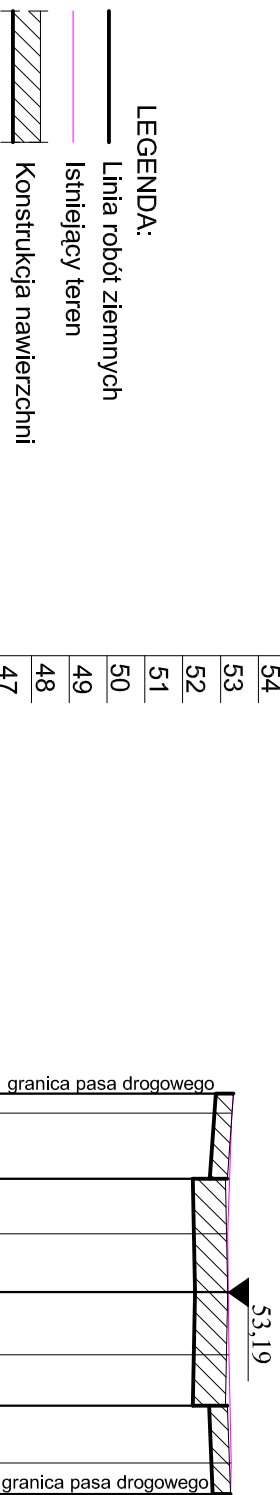 LEGENDA:
Linia robót ziemnych
Istniejący teren
Konstrukcja nawierzchni
54
53
52
51
50
49
48
47
granica pasa drogowego
53,19
granica pasa drogowego